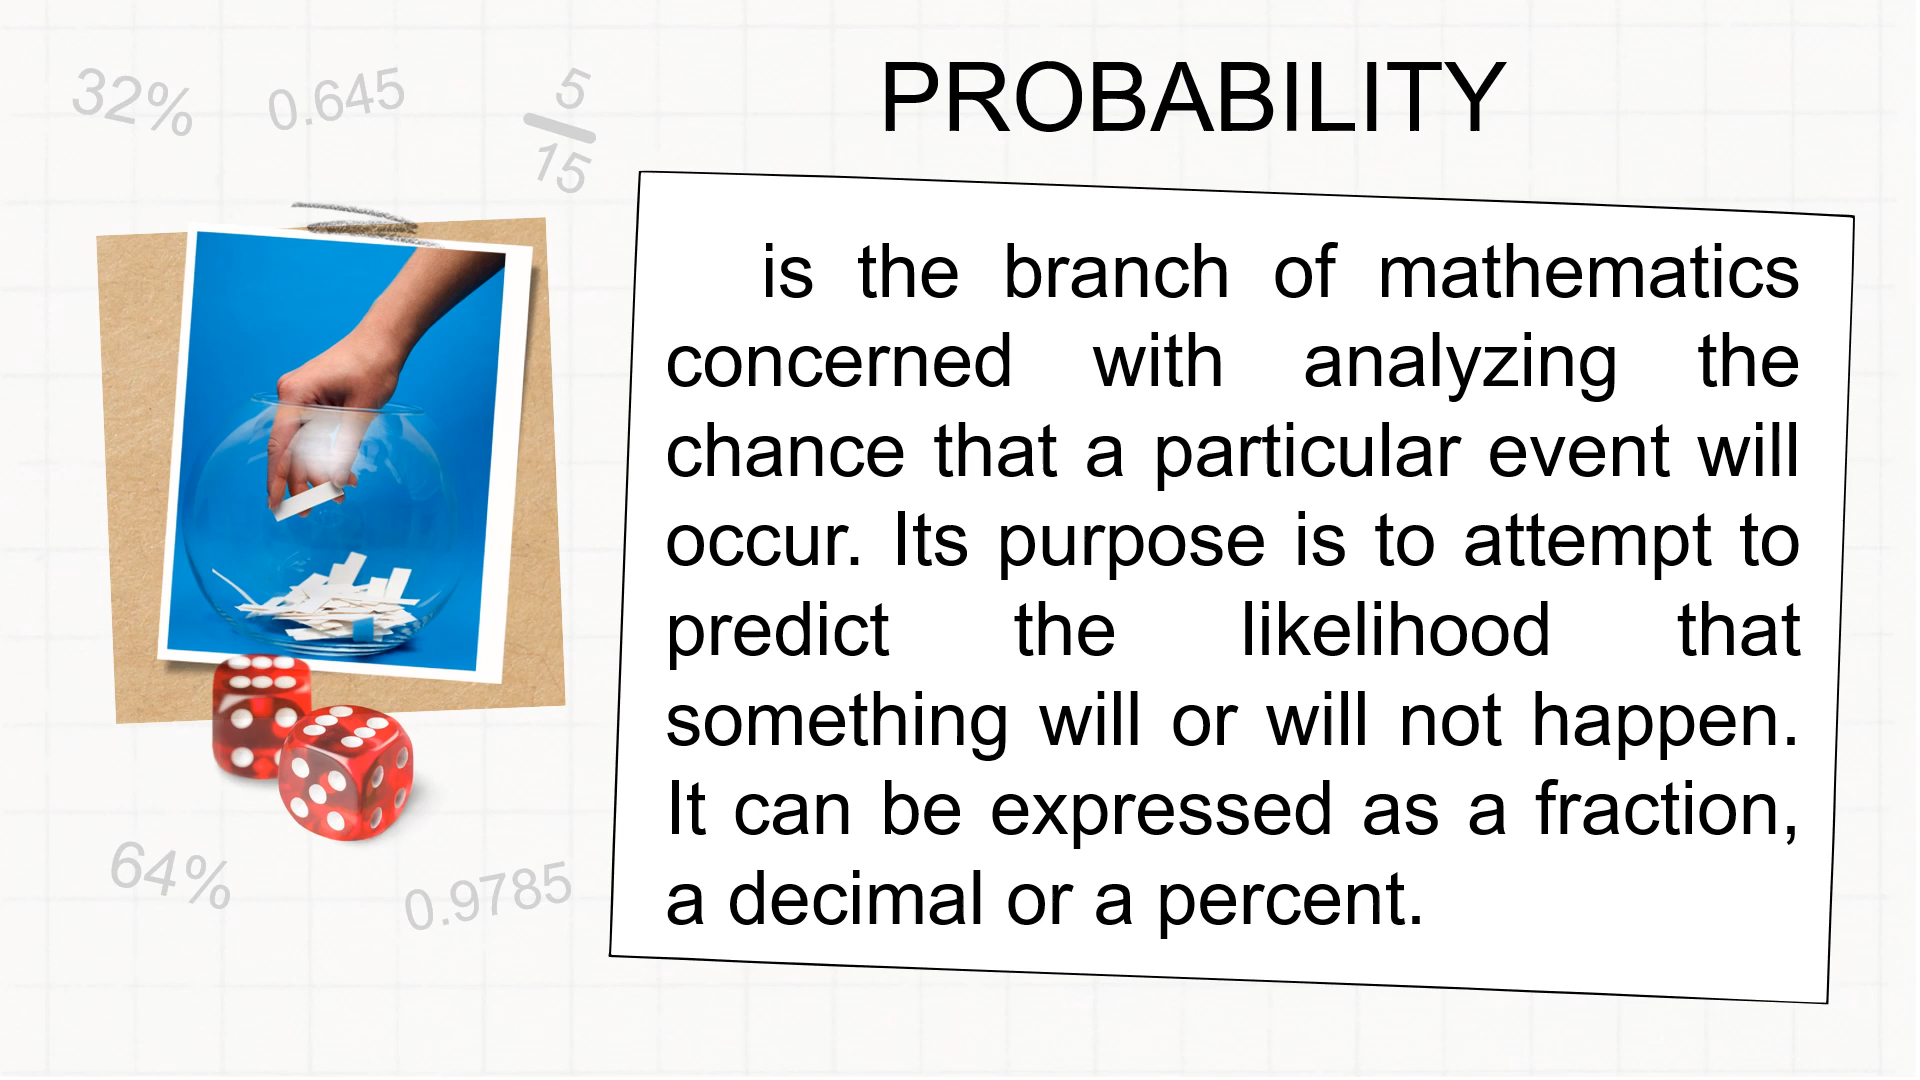 32%
0.645
5
15
PROBABILITY
is the branch of mathematics
concerned with analyzing the
chance that a particular event will
occur. Its purpose is to attempt to
predict the likelihood that
something will or will not happen.
It can be expressed as a fraction,
a decimal or a percent.
64%
0.9785